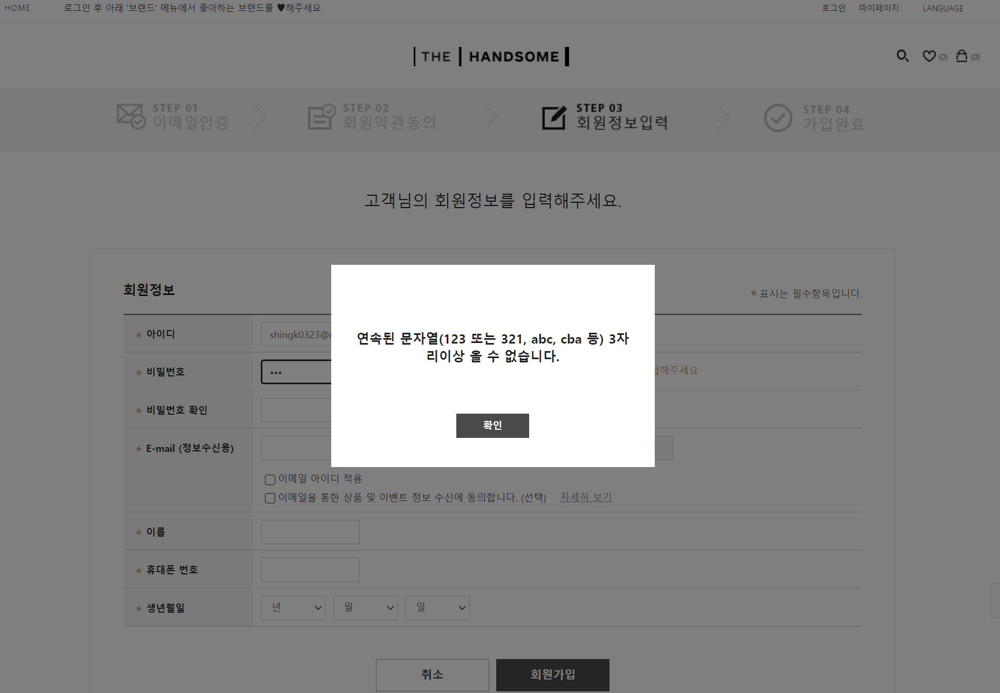 HOME 로그인 후 아래 '브랜드' 메뉴에서 좋아하는 브랜드를 ♥해주세요 로그인 마이페이지 LANGUAGE
THE HANDSOME
(0) (0)
STEP 01 STEP 02 STEP 03 STEP 04
이메일인증 회원약관동의 회원정보입력 가입완료
고객님의 회원정보를 입력해주세요.
회원정보
* 표시는 필수항목입니다.
* 아이디 shingk0323@
연속된 문자열(123 또는 321, abc, cba 등) 3자
리이상 올 수 없습니다.
* 비밀번호 ••• 해주세요
* 비밀번호 확인
확인
* E-mail (정보수신용)
이메일 아이디 적용
이메일을 통한 상품 및 이벤트 정보 수신에 동의합니다. (선택) 자세히 보기
* 이름
* 휴대폰 번호
* 생년월일 년 월 일
취소 회원가입